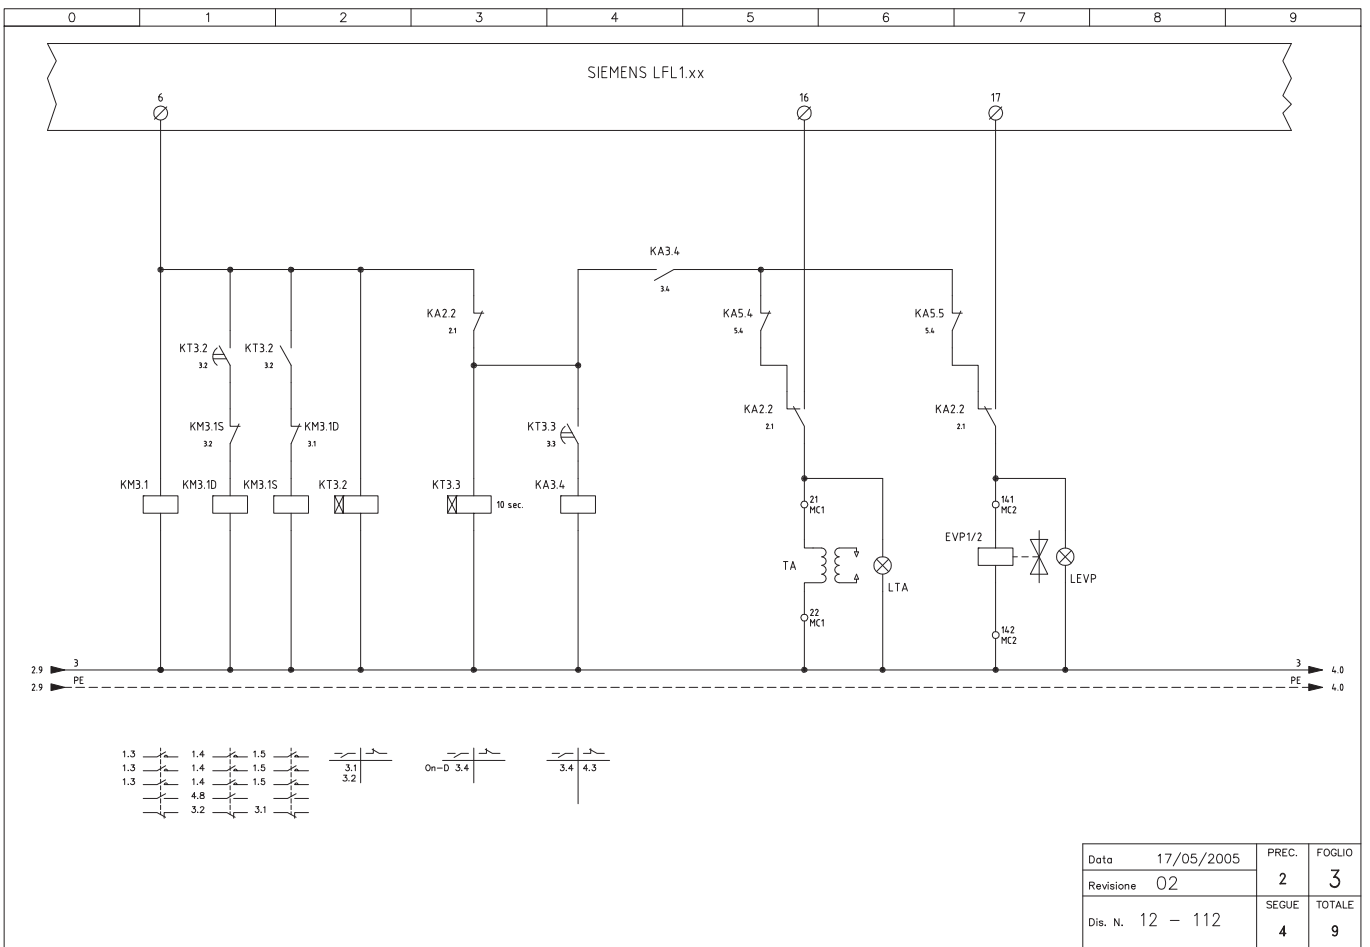 0 1 2 3 4 5 6 7 8 9
SIEMENS LFL1.xx
6 16 17
KA3.4
3.4
KA2.2 KA5.4 KA5.5
2.1 5.4 5.4
KT3.2 KT3.2
3.2 3.2
KA2.2 KA2.2
2.1 2.1
KM3.1S KM3.1D KT3.3
3.2 3.1 3.3
KM3.1 KM3.1D KM3.1S KT3.2 KT3.3 KA3.4
10 sec.
21 141
MC1 MC2
EVP1/2
TA LTA LEVP
22 142
MC1 MC2
2.9 3 3 4.0
2.9 PE PE 4.0
1.3 1.4 1.5
1.3 1.4 1.5 3.1 On-D 3.4 3.4 4.3
1.3 1.4 1.5 3.2
4.8
3.2 3.1
Data 17/05/2005 PREC. FOGLIO
Revisione 02 2 3
Dis. N. 12 - 112 SEGUE TOTALE
4 9